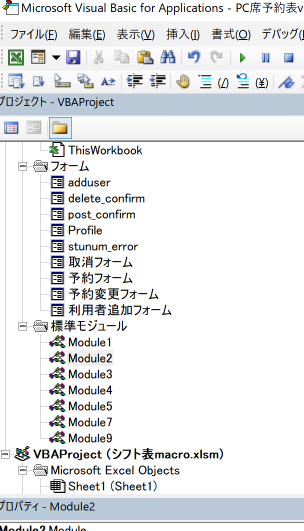 Microsoft Visual Basic for Applications - PC席予約表v
ファイル(F) 編集(E) 表示(V) 挿入(I) 書式(O) デバッグ(
プロジェクト - VBAProject
ThisWorkbook
フォーム
adduser
delete_confirm
post_confirm
Profile
stunum_error
取消フォーム
予約フォーム
予約変更フォーム
利用者追加フォーム
標準モジュール
Module1
Module2
Module3
Module4
Module5
Module7
Module9
VBAProject (シフト表macro.xlsm)
Microsoft Excel Objects
Sheet1 (Sheet1)
プロパティ - Module2
Module2 Module